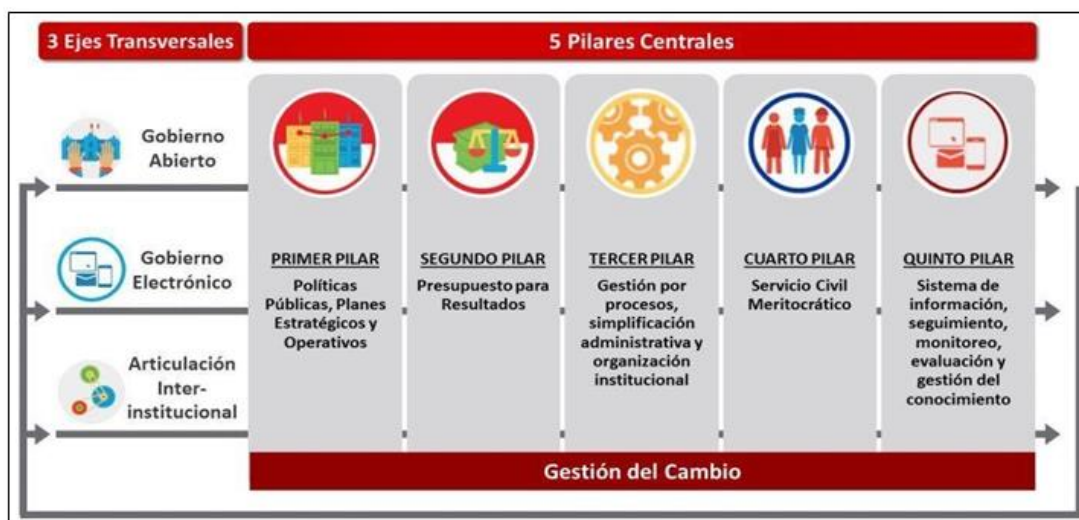 3 Ejes Transversales
5 Pilares Centrales
Gobierno
Abierto
Gobierno
Electrónico
Articulación
Inter-
institucional
PRIMER PILAR
Políticas
Públicas, Planes
Estratégicos y
Operativos
SEGUNDO PILAR
Presupuesto para
Resultados
TERCER PILAR
Gestión por
procesos,
simplificación
administrativa y
organización
institucional
CUARTO PILAR
Servicio Civil
Meritocrático
QUINTO PILAR
Sistema de
información,
seguimiento,
monitoreo,
evaluación y
gestión del
conocimiento
Gestión del Cambio